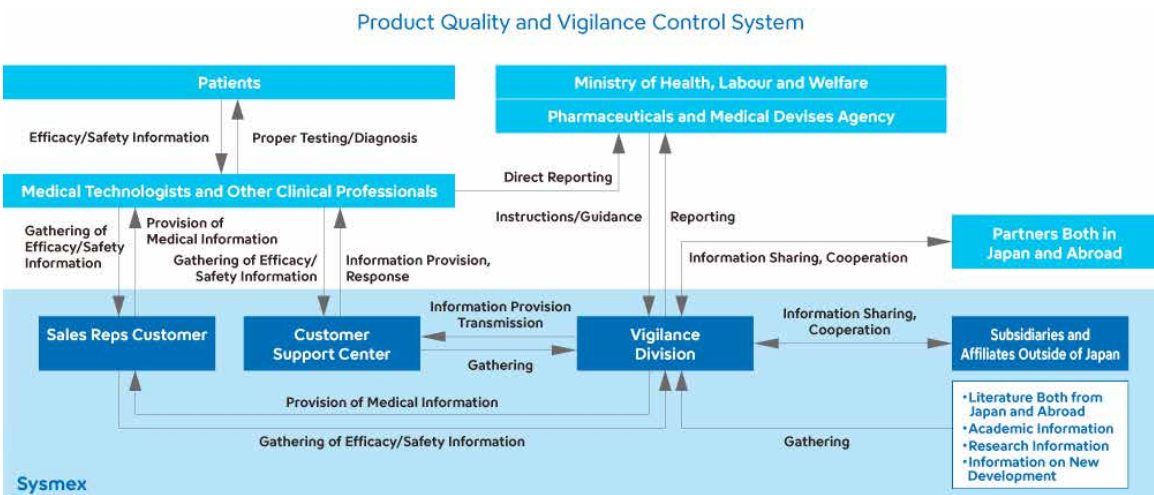 Product Quality and Vigilance Control System
Patients
Ministry of Health, Labour and Welfare
Pharmaceuticals and Medical Devises Agency
Efficacy/Safety Information
Proper Testing/Diagnosis
Medical Technologists and Other Clinical Professionals
Direct Reporting
Gathering of
Efficacy/Safety
Information
Provision of
Medical Information
Gathering of Efficacy/
Safety Information
Information Provision,
Response
Instructions/Guidance
Reporting
Partners Both in
Japan and Abroad
Information Sharing, Cooperation
Sales Reps Customer
Customer
Support Center
Information Provision
Transmission
Gathering
Vigilance
Division
Information Sharing,
Cooperation
Subsidiaries and
Affiliates Outside of Japan
Provision of Medical Information
Gathering of Efficacy/Safety Information
Gathering
•Literature Both from
Japan and Abroad
•Academic Information
•Research Information
•Information on New
Development
Sysmex